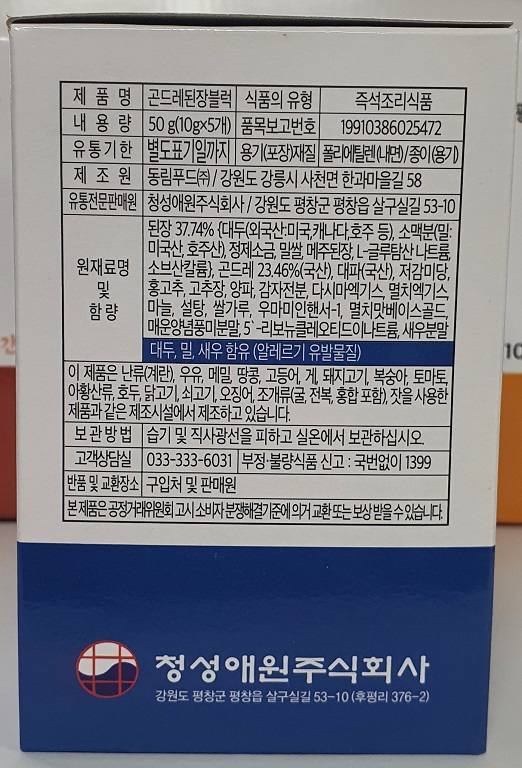 제품명 곤드레된장블럭 식품의 유형 즉석조리식품
내용량 50 g(10g×5개) 품목보고번호 19910386025472
유통기한 별도표기일까지 용기(포장)재질 폴리에틸렌(내면)/종이(용기)
제조원 동림푸드㈜ / 강원도 강릉시 사천면 한과마을길 58
유통전문판매원 청성애원주식회사 / 강원도 평창군 평창읍 살구실길 53-10
원재료명 및 함량
된장 37.74% {대두(외국산:미국,캐나다,호주 등), 소맥분(밀:
미국산, 호주산), 정제소금, 밀쌀, 메주된장, L-글루탐산나트륨,
소브산칼륨}, 곤드레 23.46%(국산), 대파(국산), 저감미당,
홍고추, 고추장, 양파, 감자전분, 다시마엑기스, 멸치엑기스,
마늘, 설탕, 쌀가루, 우마미인핸서-1, 멸치맛베이스골드,
매운양념풍미분말, 5`-리보뉴클레오티드이나트륨, 새우분말
대두, 밀, 새우 함유 (알레르기 유발물질)
이 제품은 난류(계란), 우유, 메밀, 땅콩, 고등어, 게, 돼지고기, 복숭아, 토마토,
아황산류, 호두, 닭고기, 쇠고기, 오징어, 조개류(굴, 전복, 홍합 포함), 잣을 사용한
제품과 같은 제조시설에서 제조하고 있습니다.
보관방법 습기 및 직사광선을 피하고 실온에서 보관하십시오.
고객상담실 033-333-6031 부정·불량식품 신고 : 국번없이 1399
반품 및 교환장소 구입처 및 판매원
본 제품은 공정거래위원회 고시 소비자 분쟁해결기준에 의거 교환 또는 보상 받을 수 있습니다.
청성애원주식회사
강원도 평창군 평창읍 살구실길 53-10 (후평리 376-2)